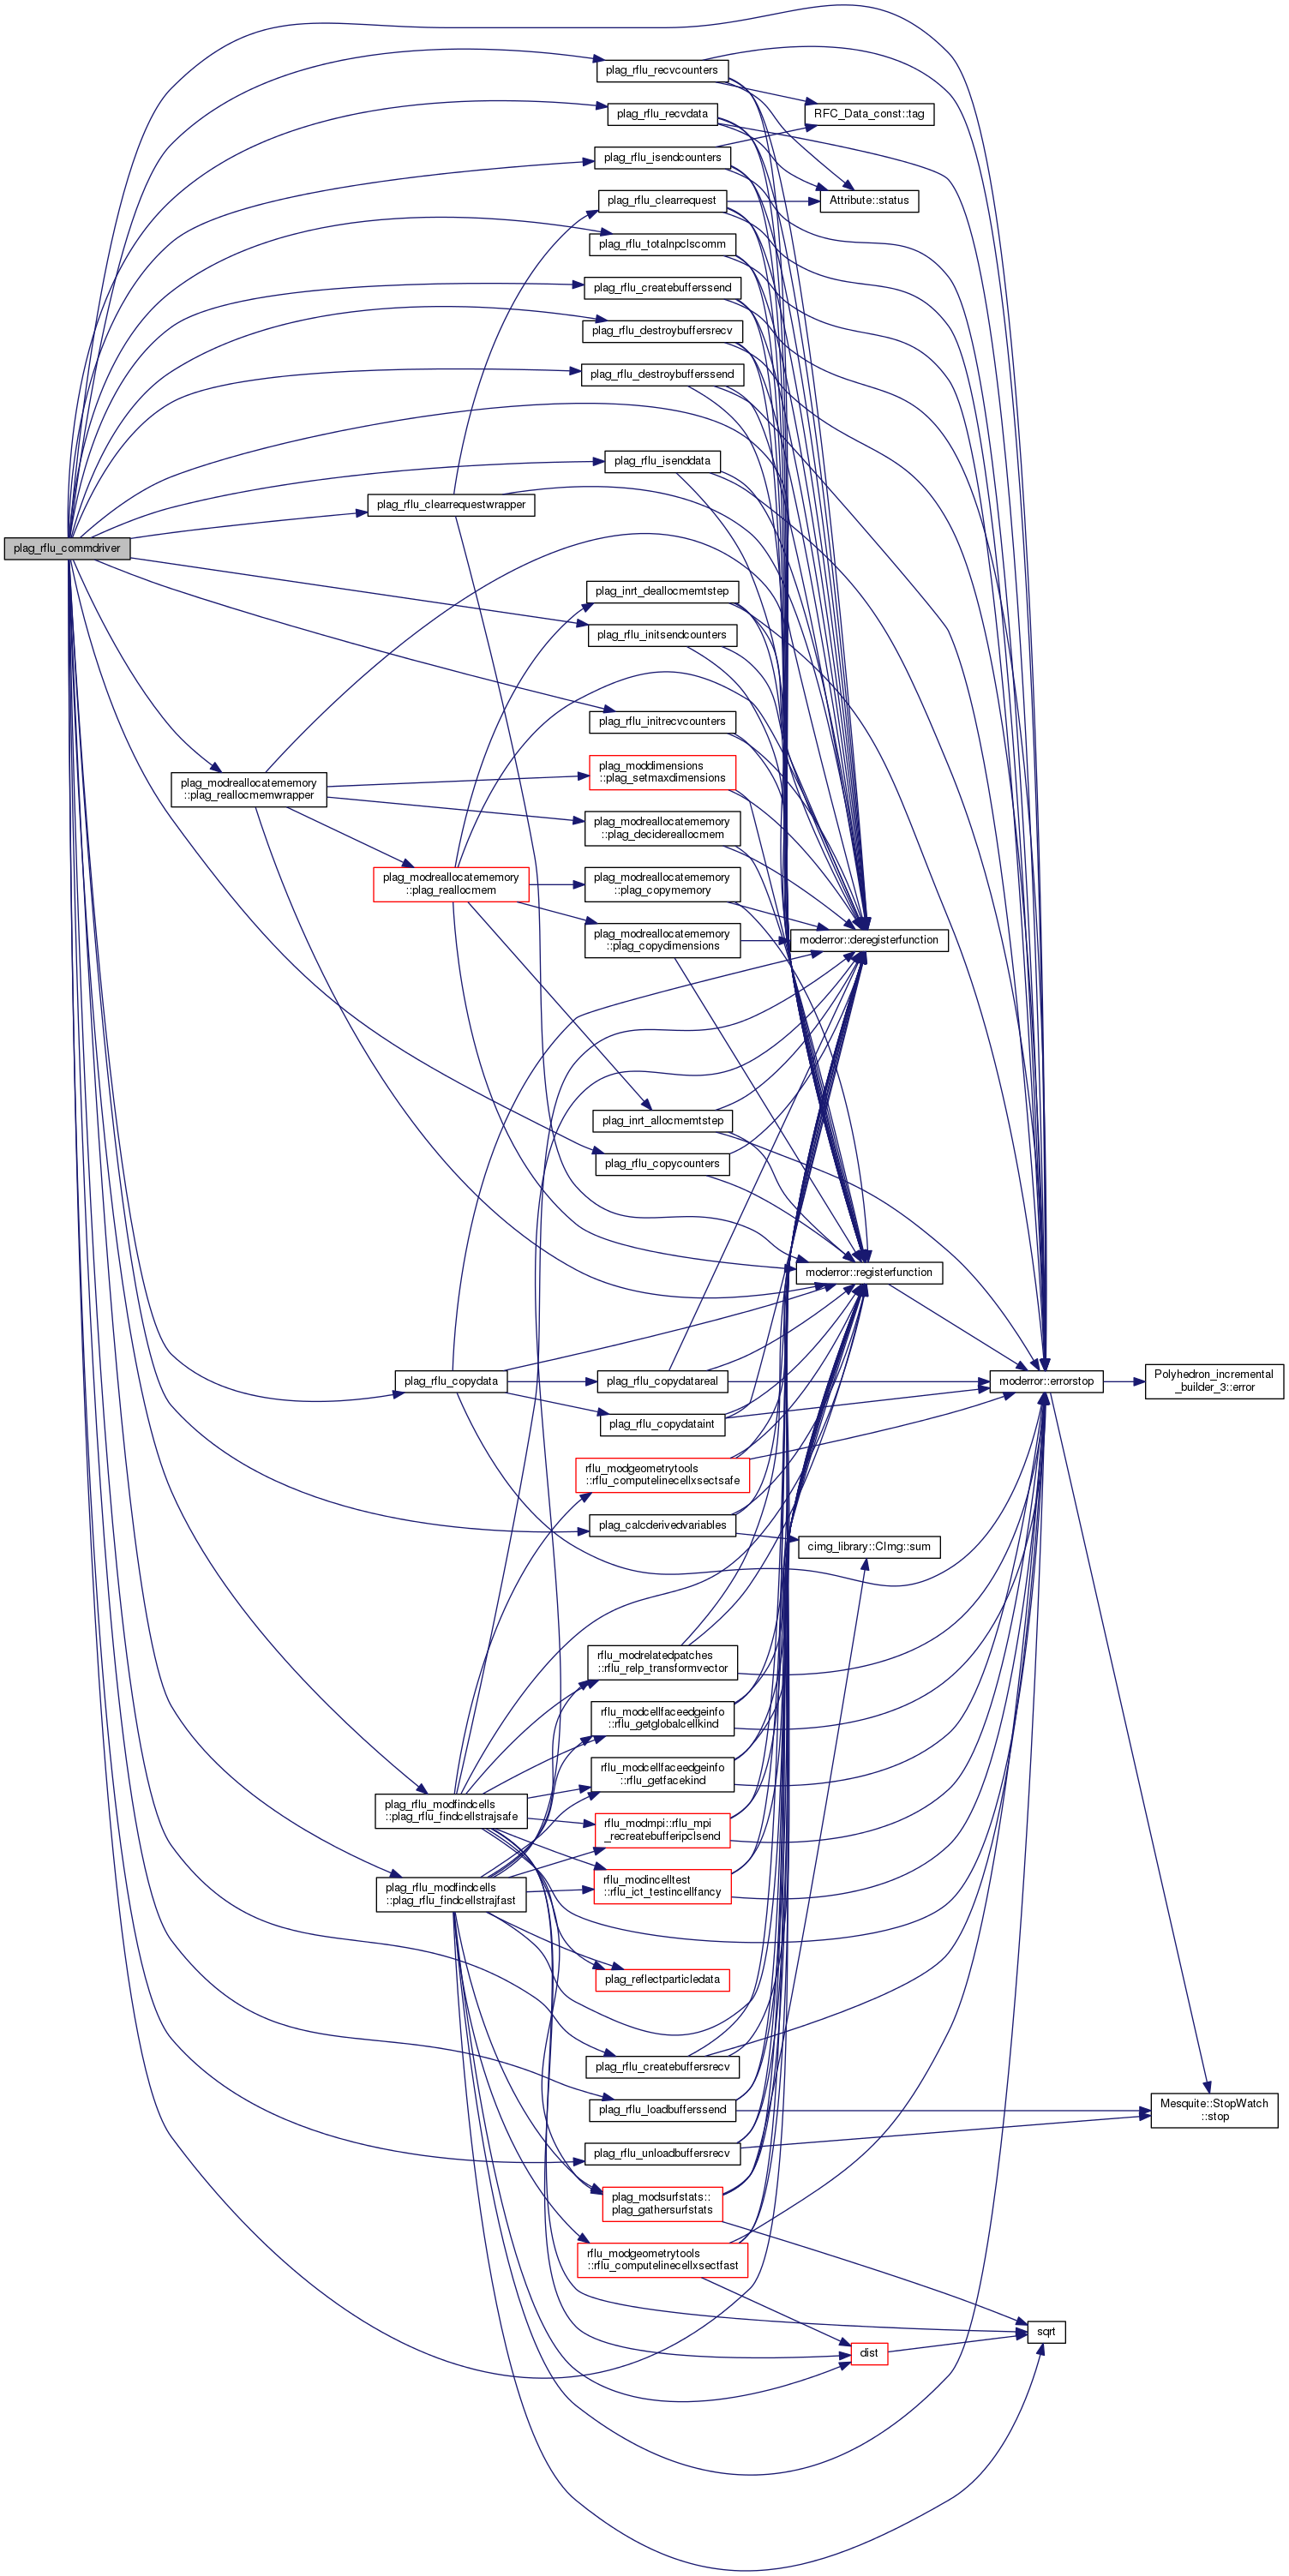 plag_rflu_recvcounters
RFC_Data_const::tag
plag_rflu_recvdata
plag_rflu_isendcounters
plag_rflu_clearrequest
Attribute::status
plag_rflu_totalnpclscomm
plag_rflu_createbufferssend
plag_rflu_destroybuffersrecv
plag_rflu_destroybufferssend
plag_rflu_isenddata
plag_rflu_clearrequestwrapper
plag_rflu_commdriver
plag_inrt_deallocmemtstep
plag_rflu_initsendcounters
plag_rflu_initrecvcounters
plag_modreallocatememory
::plag_reallocmemwrapper
plag_moddimensions
::plag_setmaxdimensions
plag_modreallocatememory
::plag_decidereallocmem
plag_modreallocatememory
::plag_reallocmem
plag_modreallocatememory
::plag_copymemory
plag_modreallocatememory
::plag_copydimensions
moderror::deregisterfunction
plag_inrt_allocmemtstep
plag_rflu_copycounters
moderror::registerfunction
plag_rflu_copydata
plag_rflu_copydatareal
moderror::errorstop
Polyhedron_incremental
_builder_3::error
plag_rflu_copydataint
rflu_modgeometrytools
::rflu_computelinecellxsectsafe
plag_calcderivedvariables
cimg_library::CImg::sum
rflu_modrelatedpatches
::rflu_relp_transformvector
rflu_modcellfaceedgeinfo
::rflu_getglobalcellkind
rflu_modcellfaceedgeinfo
::rflu_getfacekind
plag_rflu_modfindcells
::plag_rflu_findcellstrajsafe
rflu_modmpi::rflu_mpi
_recreatebufferipclsend
plag_rflu_modfindcells
::plag_rflu_findcellstrajfast
rflu_modincelltest
::rflu_ict_testincellfancy
plag_reflectparticledata
plag_rflu_createbuffersrecv
plag_rflu_loadbufferssend
Mesquite::StopWatch
::stop
plag_rflu_unloadbuffersrecv
plag_modsurfstats::
plag_gathersurfstats
rflu_modgeometrytools
::rflu_computelinecellxsectfast
sqrt
dist